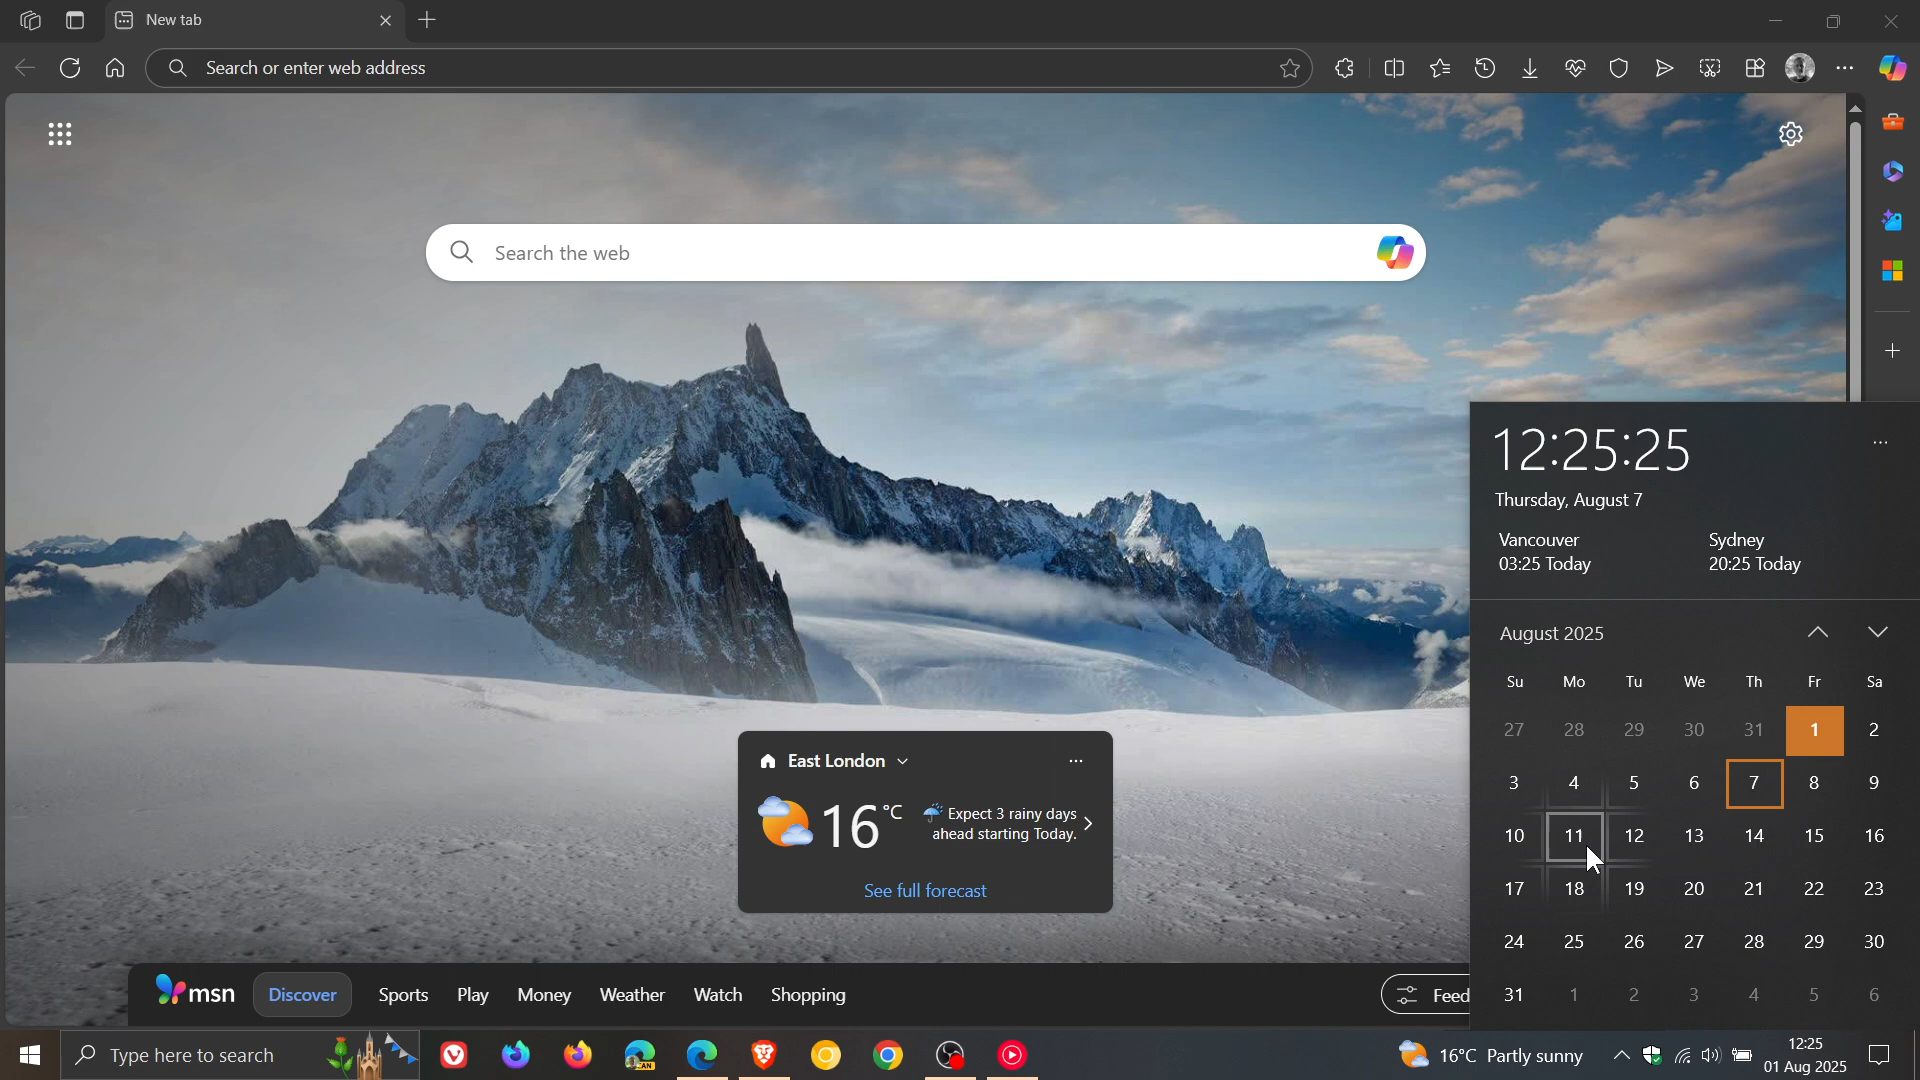 New tab
Search or enter web address
Search the web
East London
16 °C
Expect 3 rainy days
ahead starting Today.
See full forecast
msn
Discover
Sports
Play
Money
Weather
Watch
Shopping
Feed
12:25:25
Thursday, August 7
Vancouver
03:25 Today
Sydney
20:25 Today
August 2025
Su Mo Tu We Th Fr Sa
27 28 29 30 31 1 2
3 4 5 6 7 8 9
10 11 12 13 14 15 16
17 18 19 20 21 22 23
24 25 26 27 28 29 30
31 1 2 3 4 5 6
Type here to search
CAN
16°C Partly sunny
12:25
01 Aug 2025